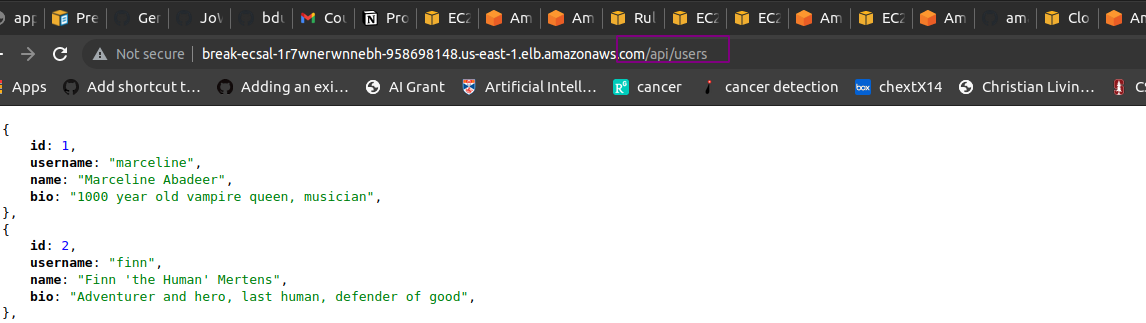 app Pre Ger JoW bdu Cou Pro EC2 Am Am Rul EC2 EC2 Am EC2 Am ama Clo Am
Not secure break-ecsal-1r7wnerwnnebh-958698148.us-east-1.elb.amazonaws.com/api/users
Apps Add shortcut t... Adding an exi... AI Grant Artificial Intell... cancer cancer detection chextX14 Christian Livin... CS
{
id: 1,
username: "marceline",
name: "Marceline Abadeer",
bio: "1000 year old vampire queen, musician",
},
{
id: 2,
username: "finn",
name: "Finn 'the Human' Mertens",
bio: "Adventurer and hero, last human, defender of good",
},